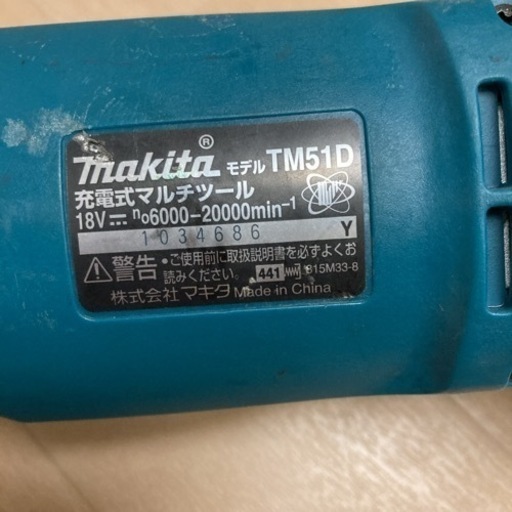 makita® モデル TM51D
充電式マルチツール
18V⎓ n₀6000-20000min⁻¹
1034686 Y
警告・ご使用前に取扱説明書を必ずよくお
読みください。 441 815M33-8
株式会社マキタ Made in China